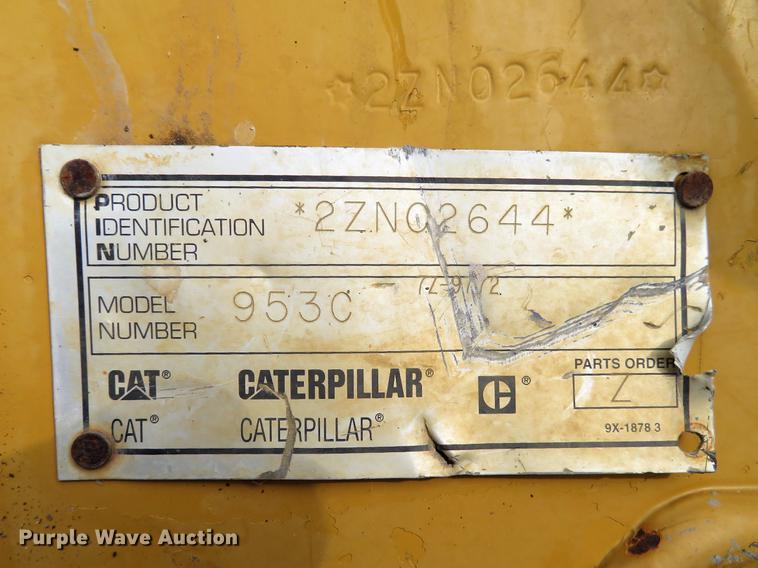 ☆2ZN02644☆
PRODUCT
IDENTIFICATION
NUMBER
*2ZN02644*
MODEL
NUMBER
953C
PARTS ORDER
Z
CAT® CATERPILLAR® C ®
CAT® CATERPILLAR®
9X-1878 3
Purple Wave Auction